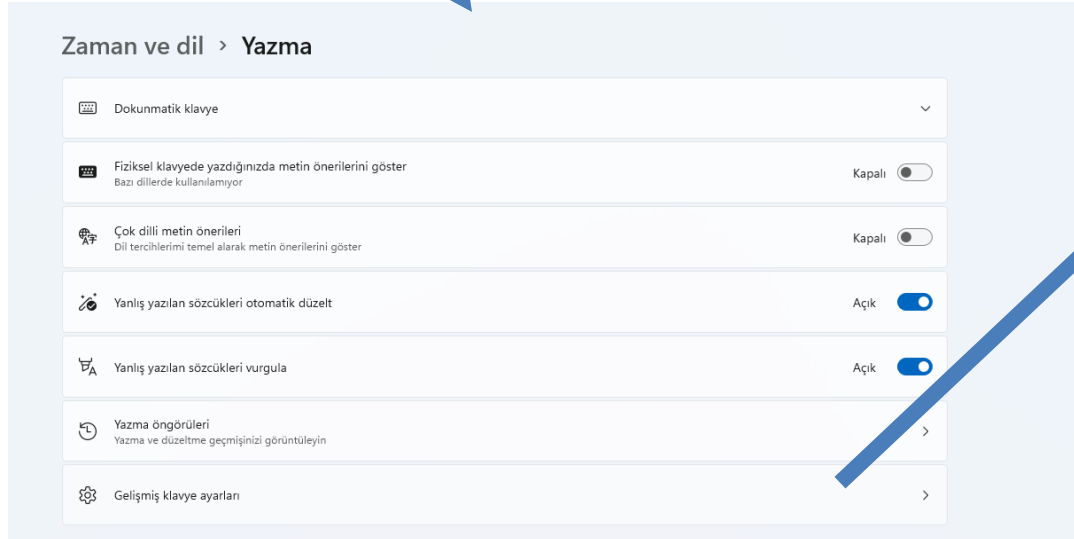 Zaman ve dil > Yazma
Dokunmatik klavye
Fiziksel klavyede yazdığınızda metin önerilerini göster
Bazı dillerde kullanılamıyor
Kapalı
Çok dilli metin önerileri
Dil tercihlerimi temel alarak metin önerilerini göster
Kapalı
Yanlış yazılan sözcükleri otomatik düzelt
Açık
Yanlış yazılan sözcükleri vurgula
Açık
Yazma öngörüleri
Yazma ve düzeltme geçmişinizi görüntüleyin
Gelişmiş klavye ayarları